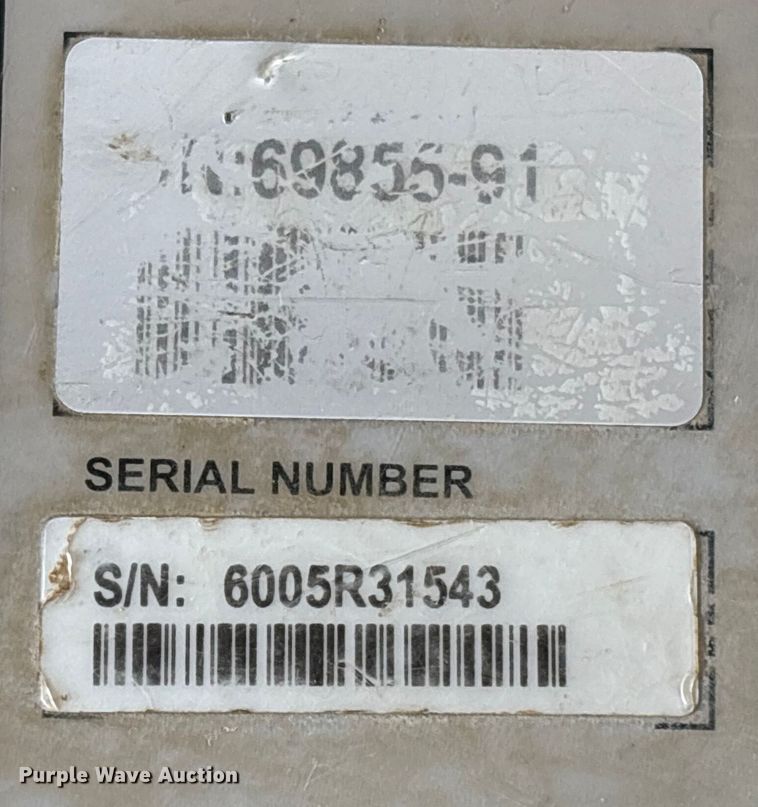 69855-91
SERIAL NUMBER
S/N: 6005R31543
Purple Wave Auction